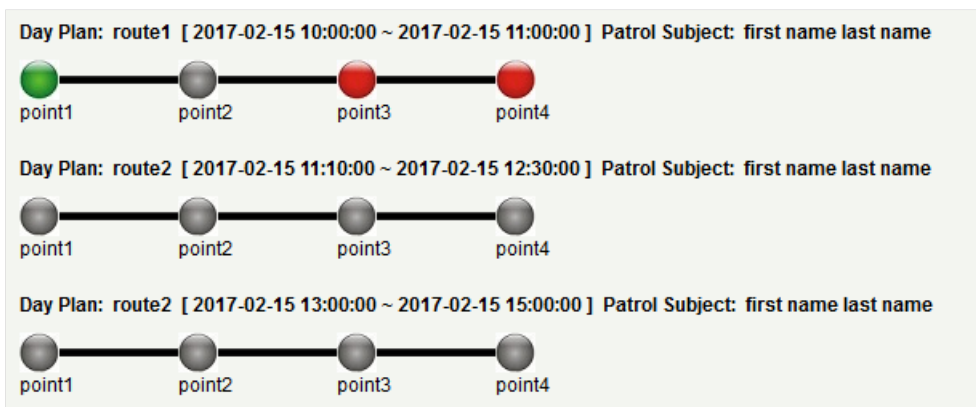 Day Plan: route1 [ 2017-02-15 10:00:00 ~ 2017-02-15 11:00:00 ] Patrol Subject: first name last name
point1 point2 point3 point4
Day Plan: route2 [ 2017-02-15 11:10:00 ~ 2017-02-15 12:30:00 ] Patrol Subject: first name last name
point1 point2 point3 point4
Day Plan: route2 [ 2017-02-15 13:00:00 ~ 2017-02-15 15:00:00 ] Patrol Subject: first name last name
point1 point2 point3 point4